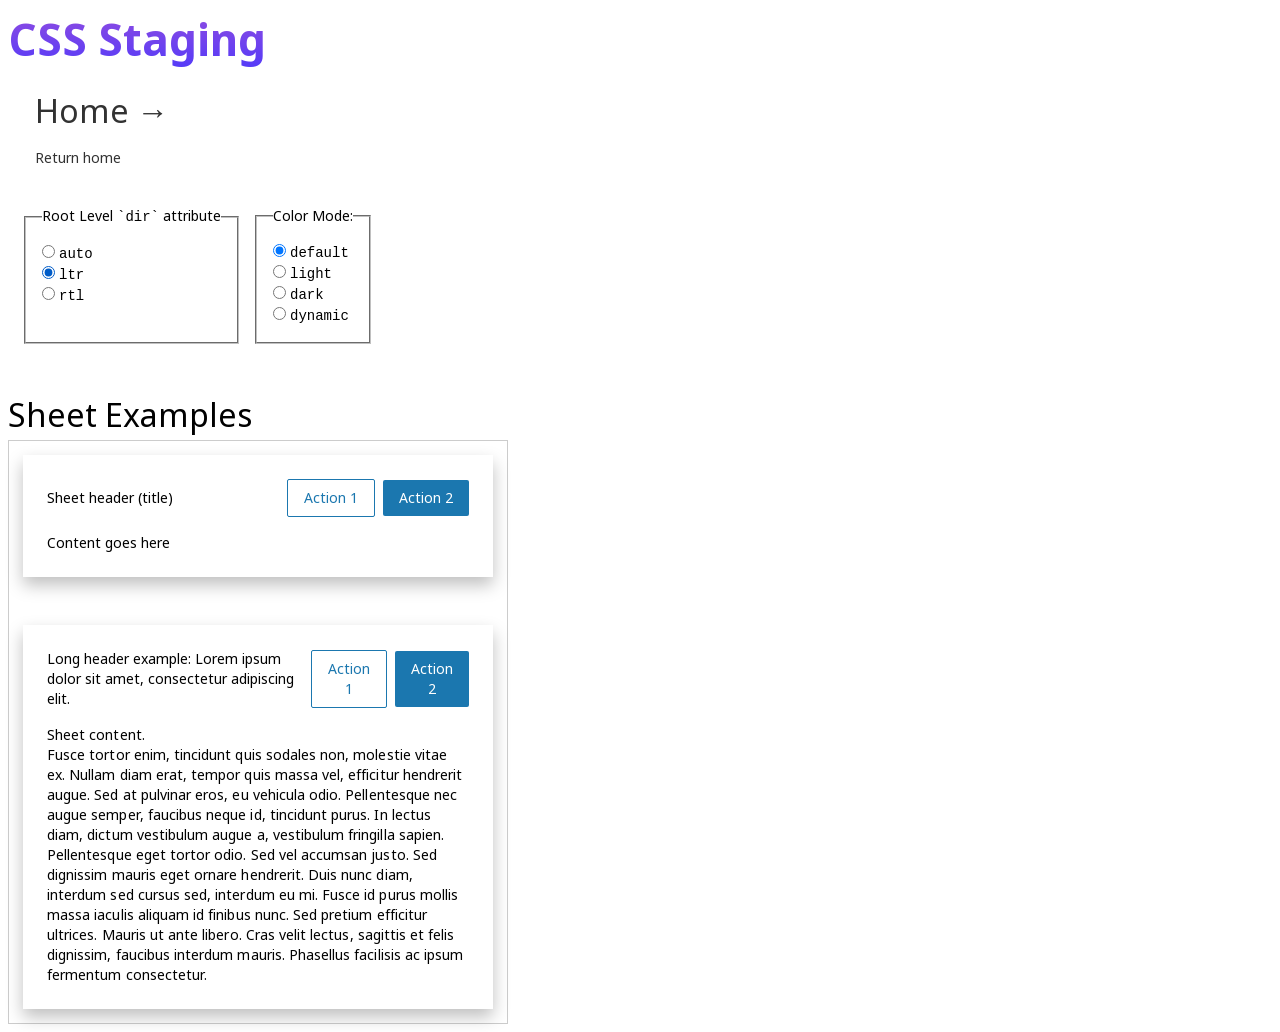 CSS Staging
Home →
Return home
Root Level `dir` attribute
auto
ltr
rtl
Color Mode:
default
light
dark
dynamic
Sheet Examples
Sheet header (title)
Action 1
Action 2
Content goes here
Long header example: Lorem ipsum
dolor sit amet, consectetur adipiscing
elit.
Action
1
Action
2
Sheet content.
Fusce tortor enim, tincidunt quis sodales non, molestie vitae
ex. Nullam diam erat, tempor quis massa vel, efficitur hendrerit
augue. Sed at pulvinar eros, eu vehicula odio. Pellentesque nec
augue semper, faucibus neque id, tincidunt purus. In lectus
diam, dictum vestibulum augue a, vestibulum fringilla sapien.
Pellentesque eget tortor odio. Sed vel accumsan justo. Sed
dignissim mauris eget ornare hendrerit. Duis nunc diam,
interdum sed cursus sed, interdum eu mi. Fusce id purus mollis
massa iaculis aliquam id finibus nunc. Sed pretium efficitur
ultrices. Mauris ut ante libero. Cras velit lectus, sagittis et felis
dignissim, faucibus interdum mauris. Phasellus facilisis ac ipsum
fermentum consectetur.